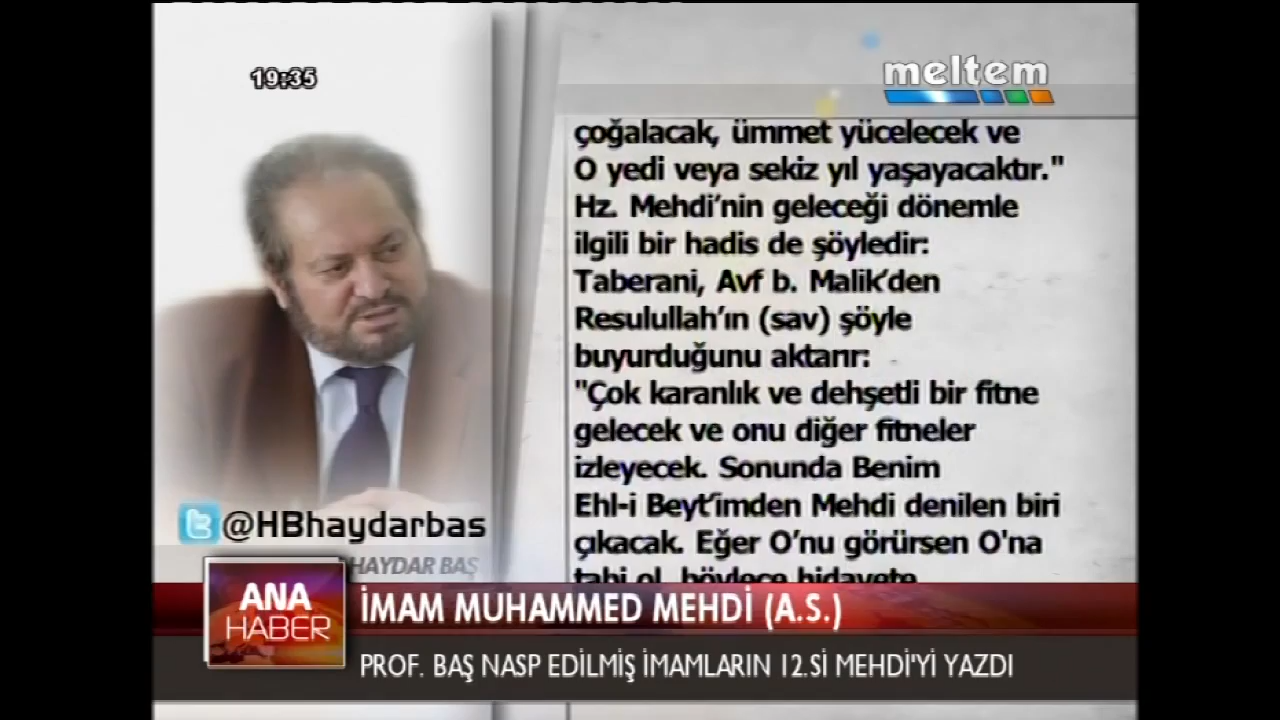 19:35
meltem
çoğalacak, ümmet yücelecek ve
O yedi veya sekiz yıl yaşayacaktır."
Hz. Mehdi'nin geleceği dönemle
ilgili bir hadis de şöyledir:
Taberani, Avf b. Malik'den
Resulullah'ın (sav) şöyle
buyurduğunu aktarır:
"Çok karanlık ve dehşetli bir fitne
gelecek ve onu diğer fitneler
izleyecek. Sonunda Benim
Ehl-i Beyt'imden Mehdi denilen biri
çıkacak. Eğer O'nu görürsen O'na
tabi ol, böylece hidayete
@HBhaydarbas
HAYDAR BAŞ
ANA
HABER
İMAM MUHAMMED MEHDİ (A.S.)
PROF. BAŞ NASP EDİLMİŞ İMAMLARIN 12.Sİ MEHDİ'Yİ YAZDI